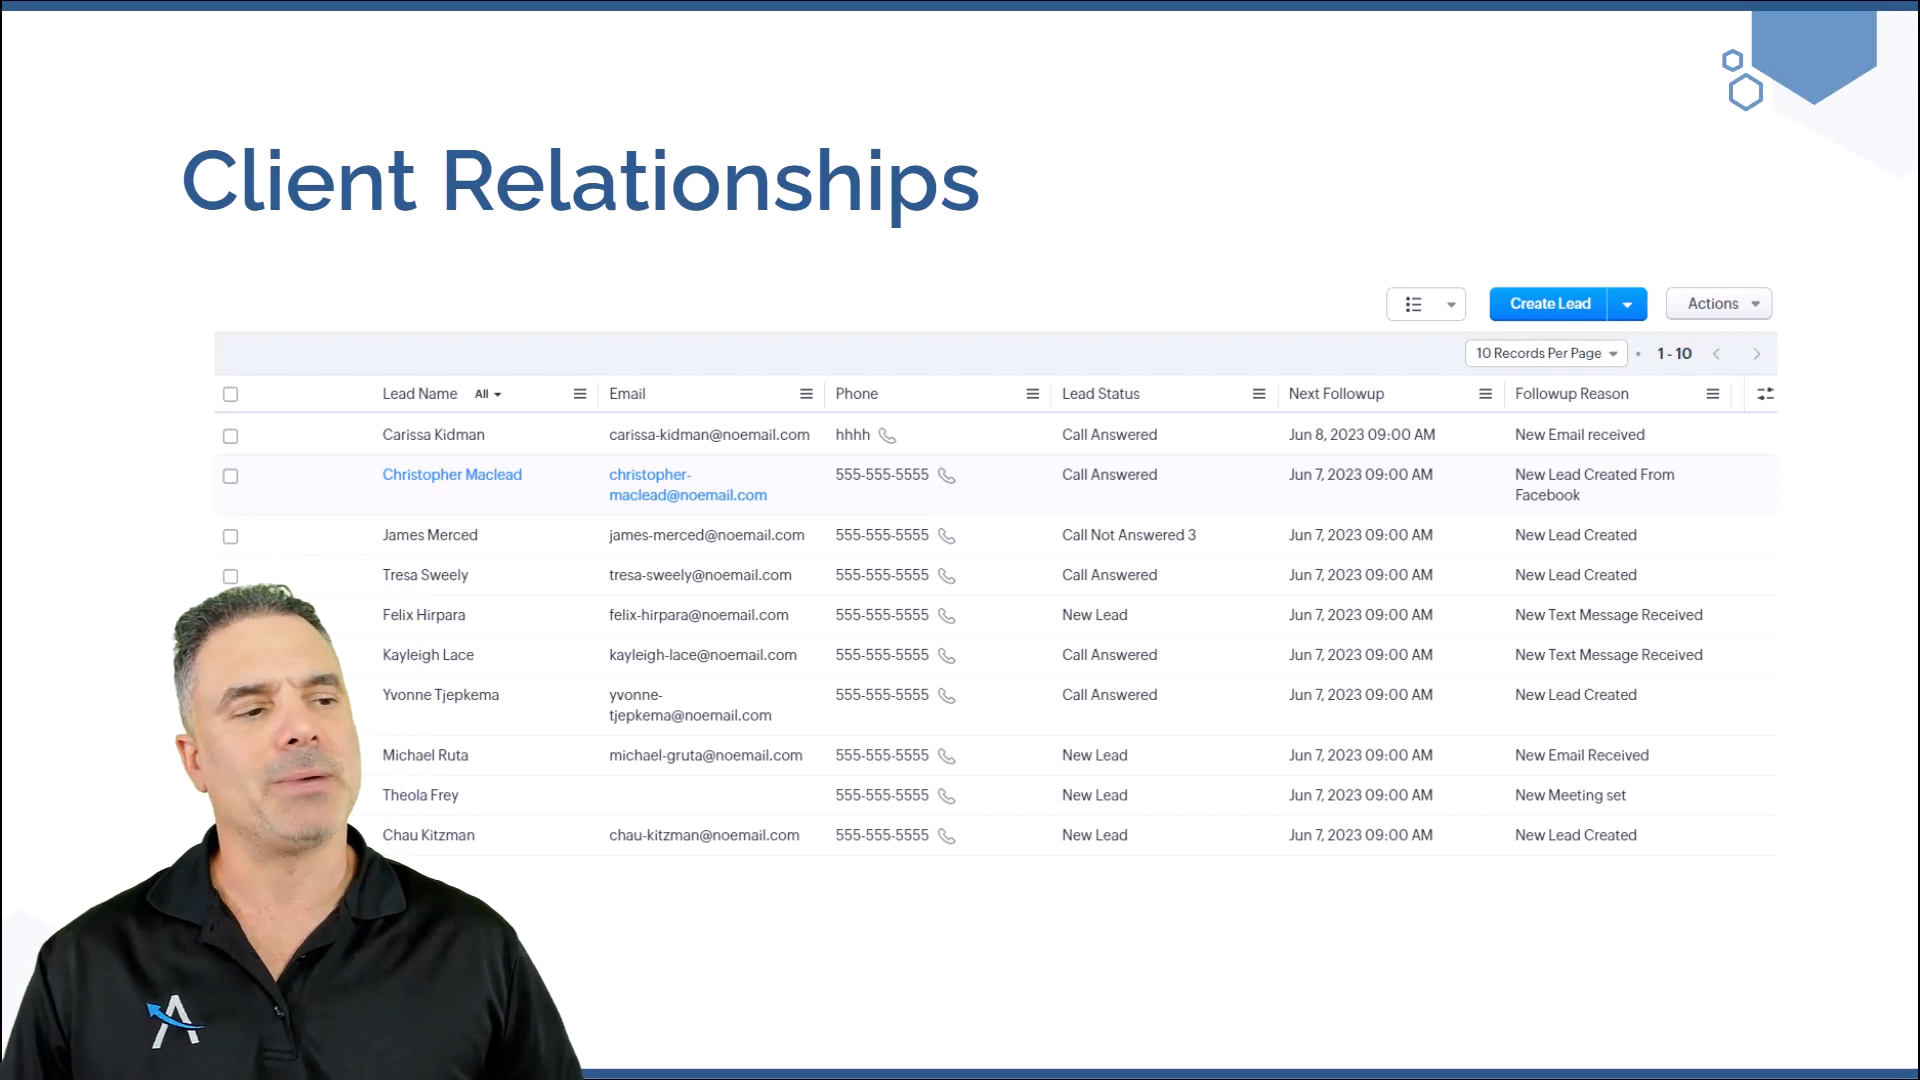 Client Relationships
Create Lead Actions
10 Records Per Page • 1 - 10
Lead Name All Email Phone Lead Status Next Followup Followup Reason
Carissa Kidman carissa-kidman@noemail.com hhhh Call Answered Jun 8, 2023 09:00 AM New Email received
Christopher Maclead christopher- 555-555-5555 Call Answered Jun 7, 2023 09:00 AM New Lead Created From
maclead@noemail.com Facebook
James Merced james-merced@noemail.com 555-555-5555 Call Not Answered 3 Jun 7, 2023 09:00 AM New Lead Created
Tresa Sweely tresa-sweely@noemail.com 555-555-5555 Call Answered Jun 7, 2023 09:00 AM New Lead Created
Felix Hirpara felix-hirpara@noemail.com 555-555-5555 New Lead Jun 7, 2023 09:00 AM New Text Message Received
Kayleigh Lace kayleigh-lace@noemail.com 555-555-5555 Call Answered Jun 7, 2023 09:00 AM New Text Message Received
Yvonne Tjepkema yvonne- 555-555-5555 Call Answered Jun 7, 2023 09:00 AM New Lead Created
tjepkema@noemail.com
Michael Ruta michael-gruta@noemail.com 555-555-5555 New Lead Jun 7, 2023 09:00 AM New Email Received
Theola Frey 555-555-5555 New Lead Jun 7, 2023 09:00 AM New Meeting set
Chau Kitzman chau-kitzman@noemail.com 555-555-5555 New Lead Jun 7, 2023 09:00 AM New Lead Created